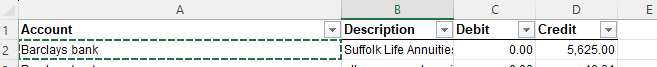 A B C D E
1 Account Description Debit Credit
2 Barclays bank Suffolk Life Annuities 0.00 5,625.00